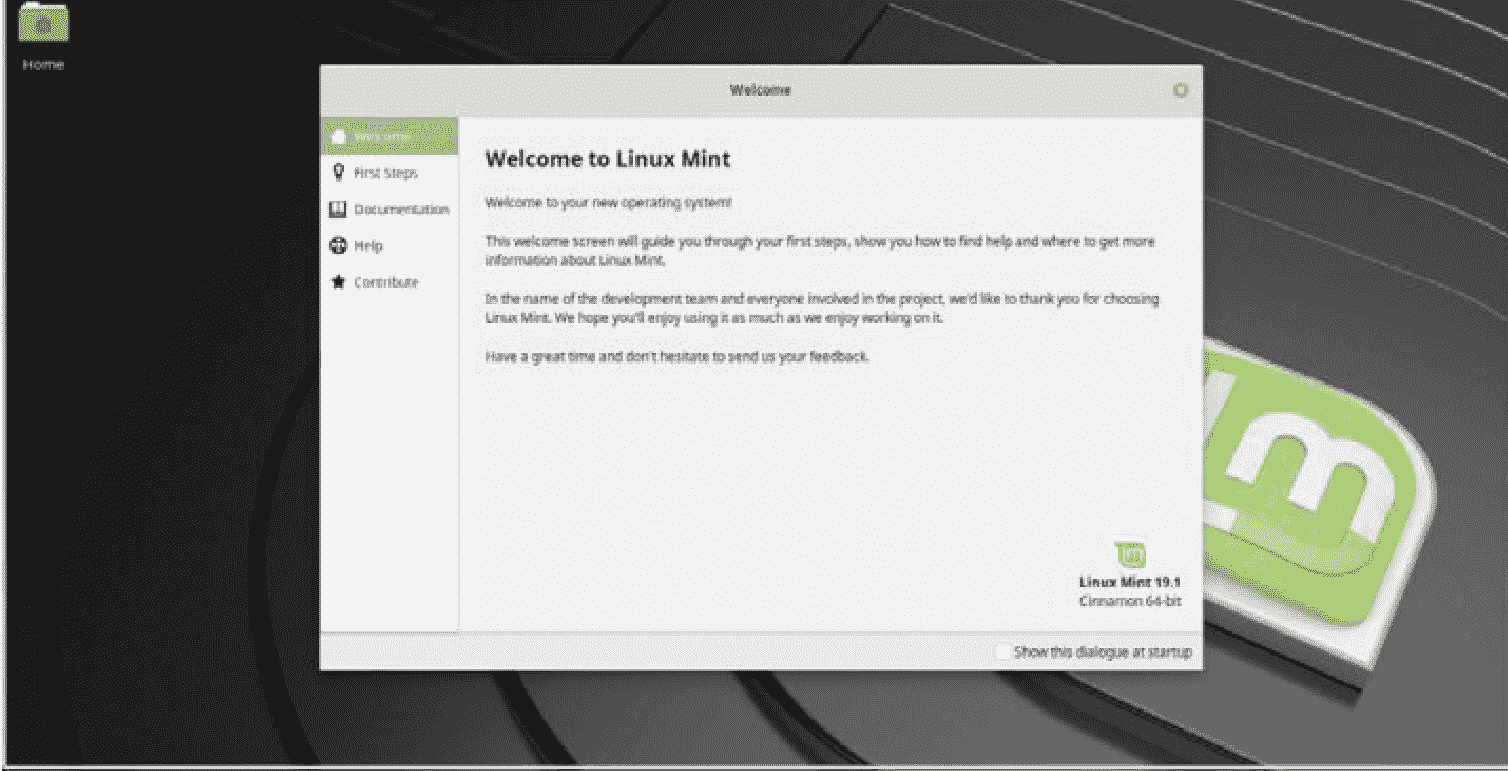 Home
Welcome
Welcome
First Steps
Documentation
Help
Contribute
Welcome to Linux Mint
Welcome to your new operating system!
This welcome screen will guide you through your first steps, show you how to find help and where to get more
information about Linux Mint.
In the name of the development team and everyone involved in the project, we'd like to thank you for choosing
Linux Mint. We hope you'll enjoy using it as much as we enjoy working on it.
Have a great time and don't hesitate to send us your feedback.
Linux Mint 19.1
Cinnamon 64-bit
Show this dialogue at startup